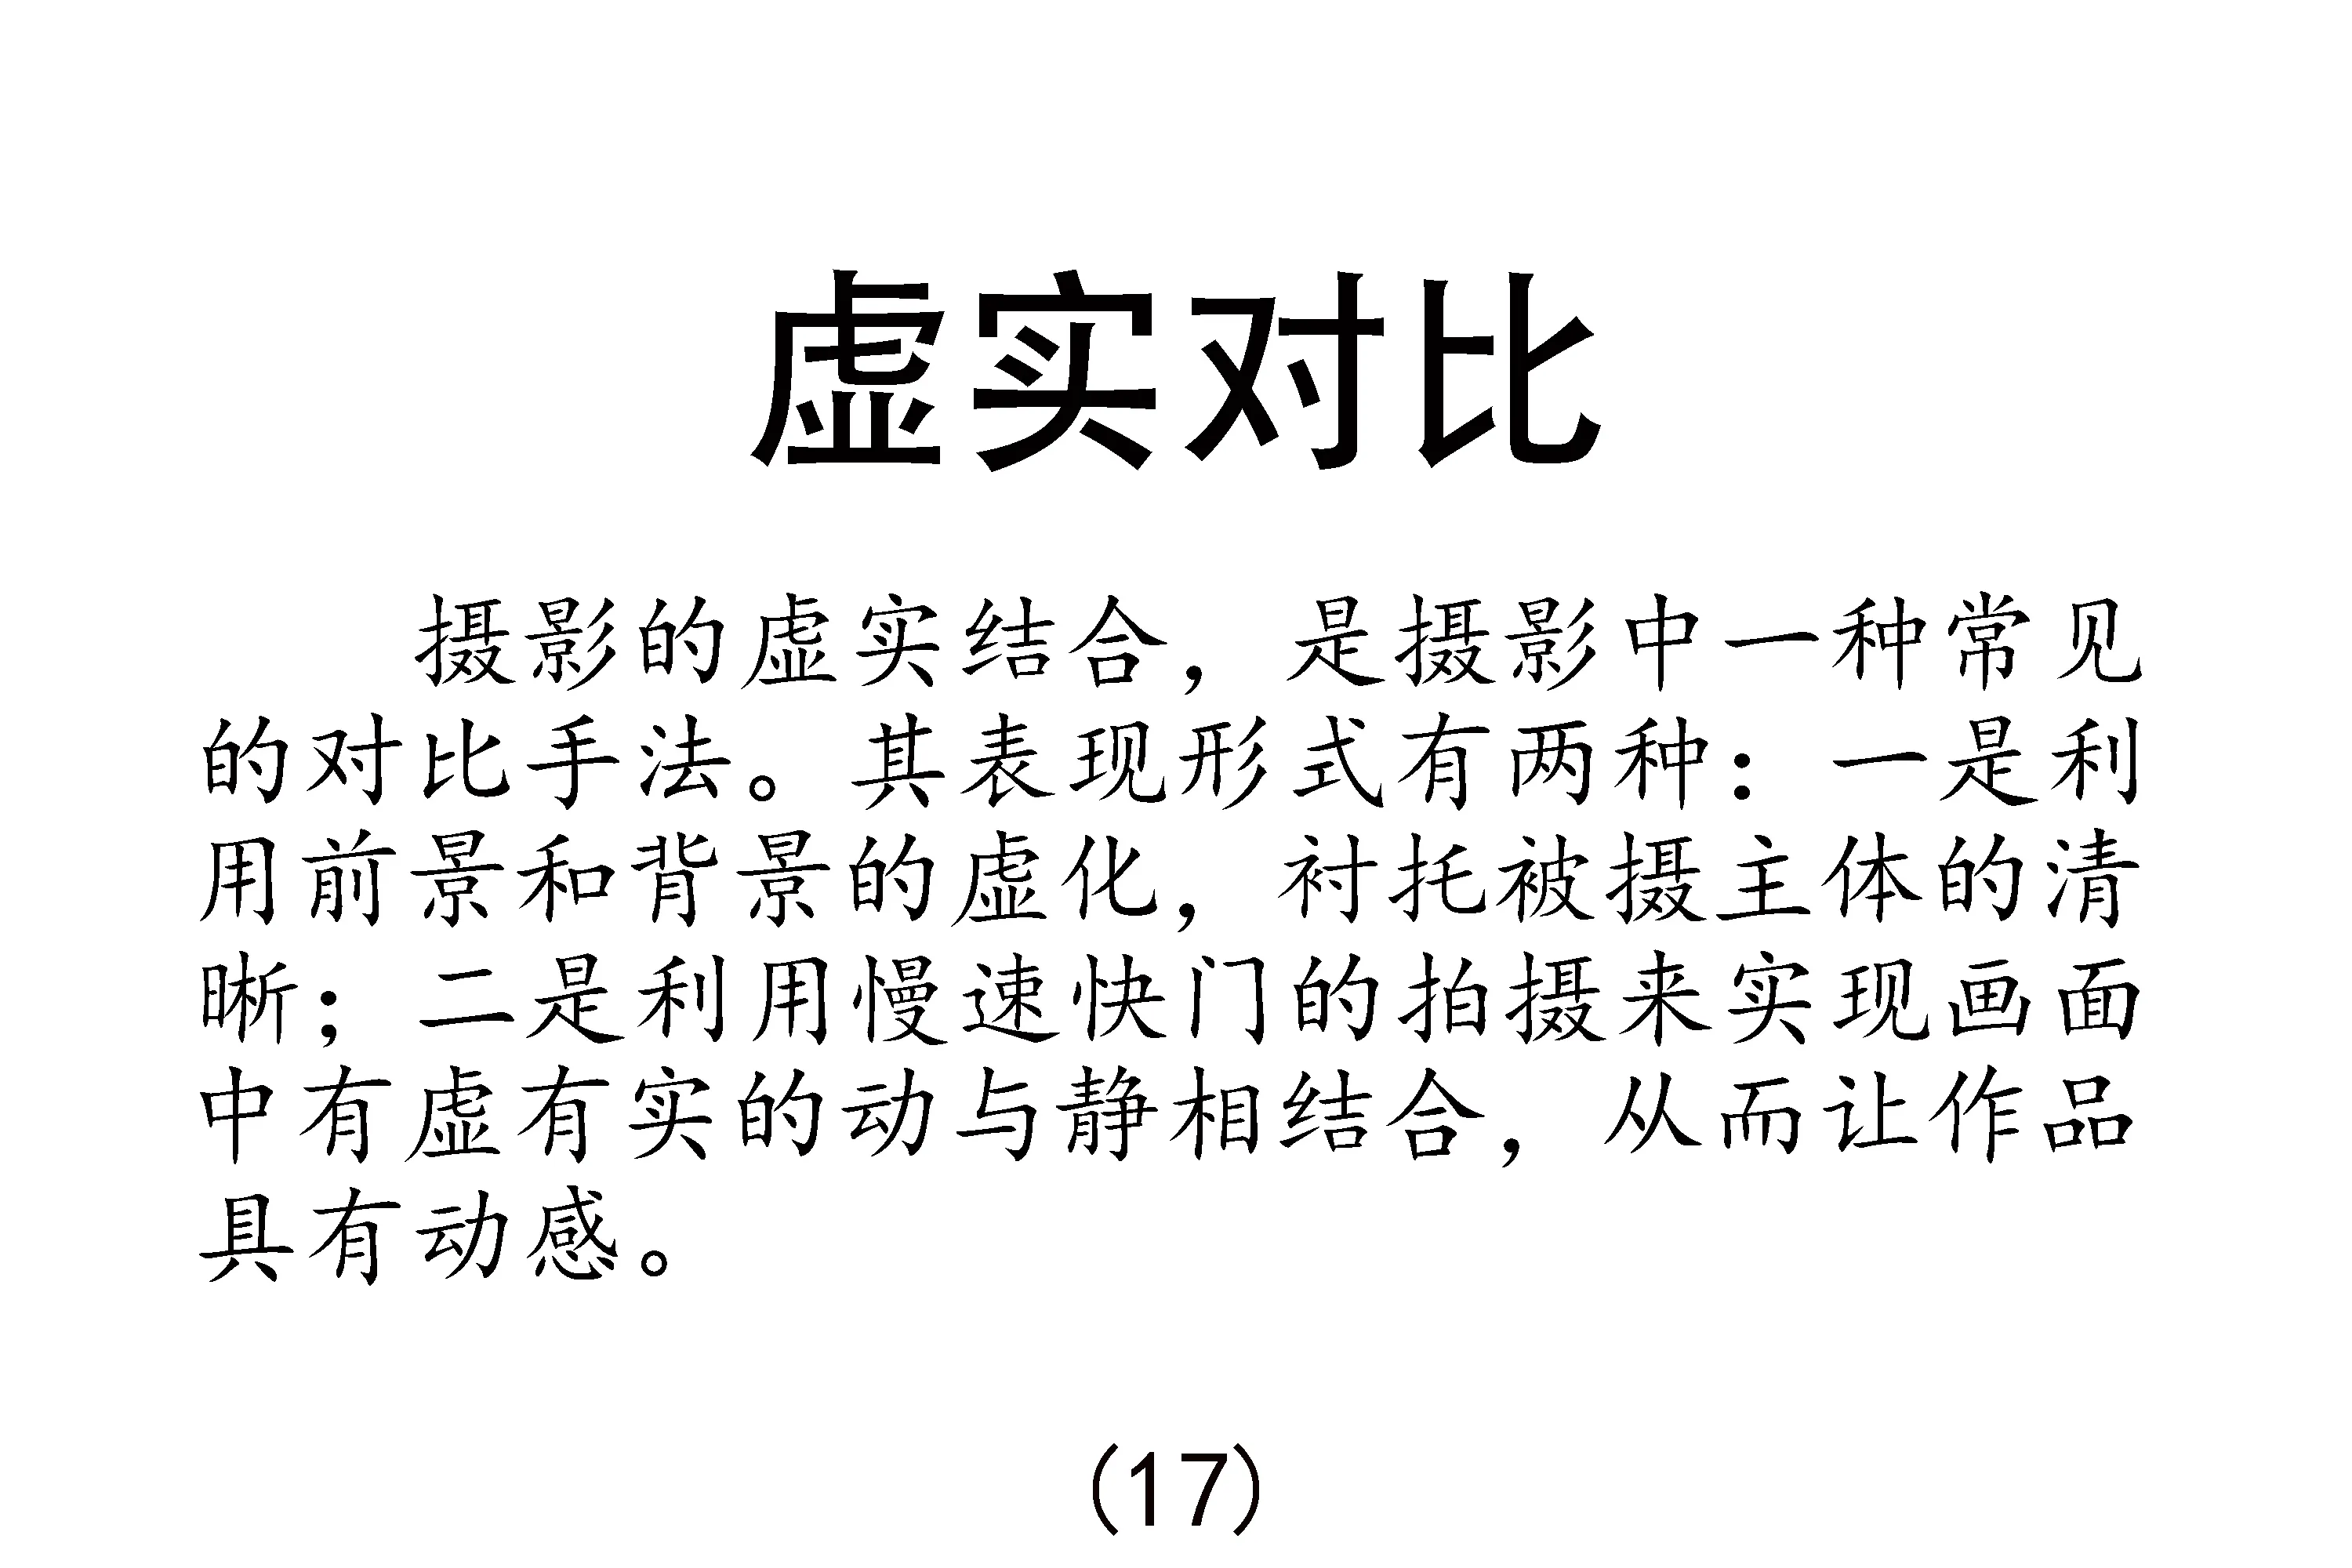 虚实对比
摄影的虚实结合，是摄影中一种常见
的对比手法。其表现形式有两种：一是利
用前景和背景的虚化，衬托被摄主体的清
晰；二是利用慢速快门的拍摄来实现画面
中有虚有实的动与静相结合，从而让作品
具有动感。
(17)